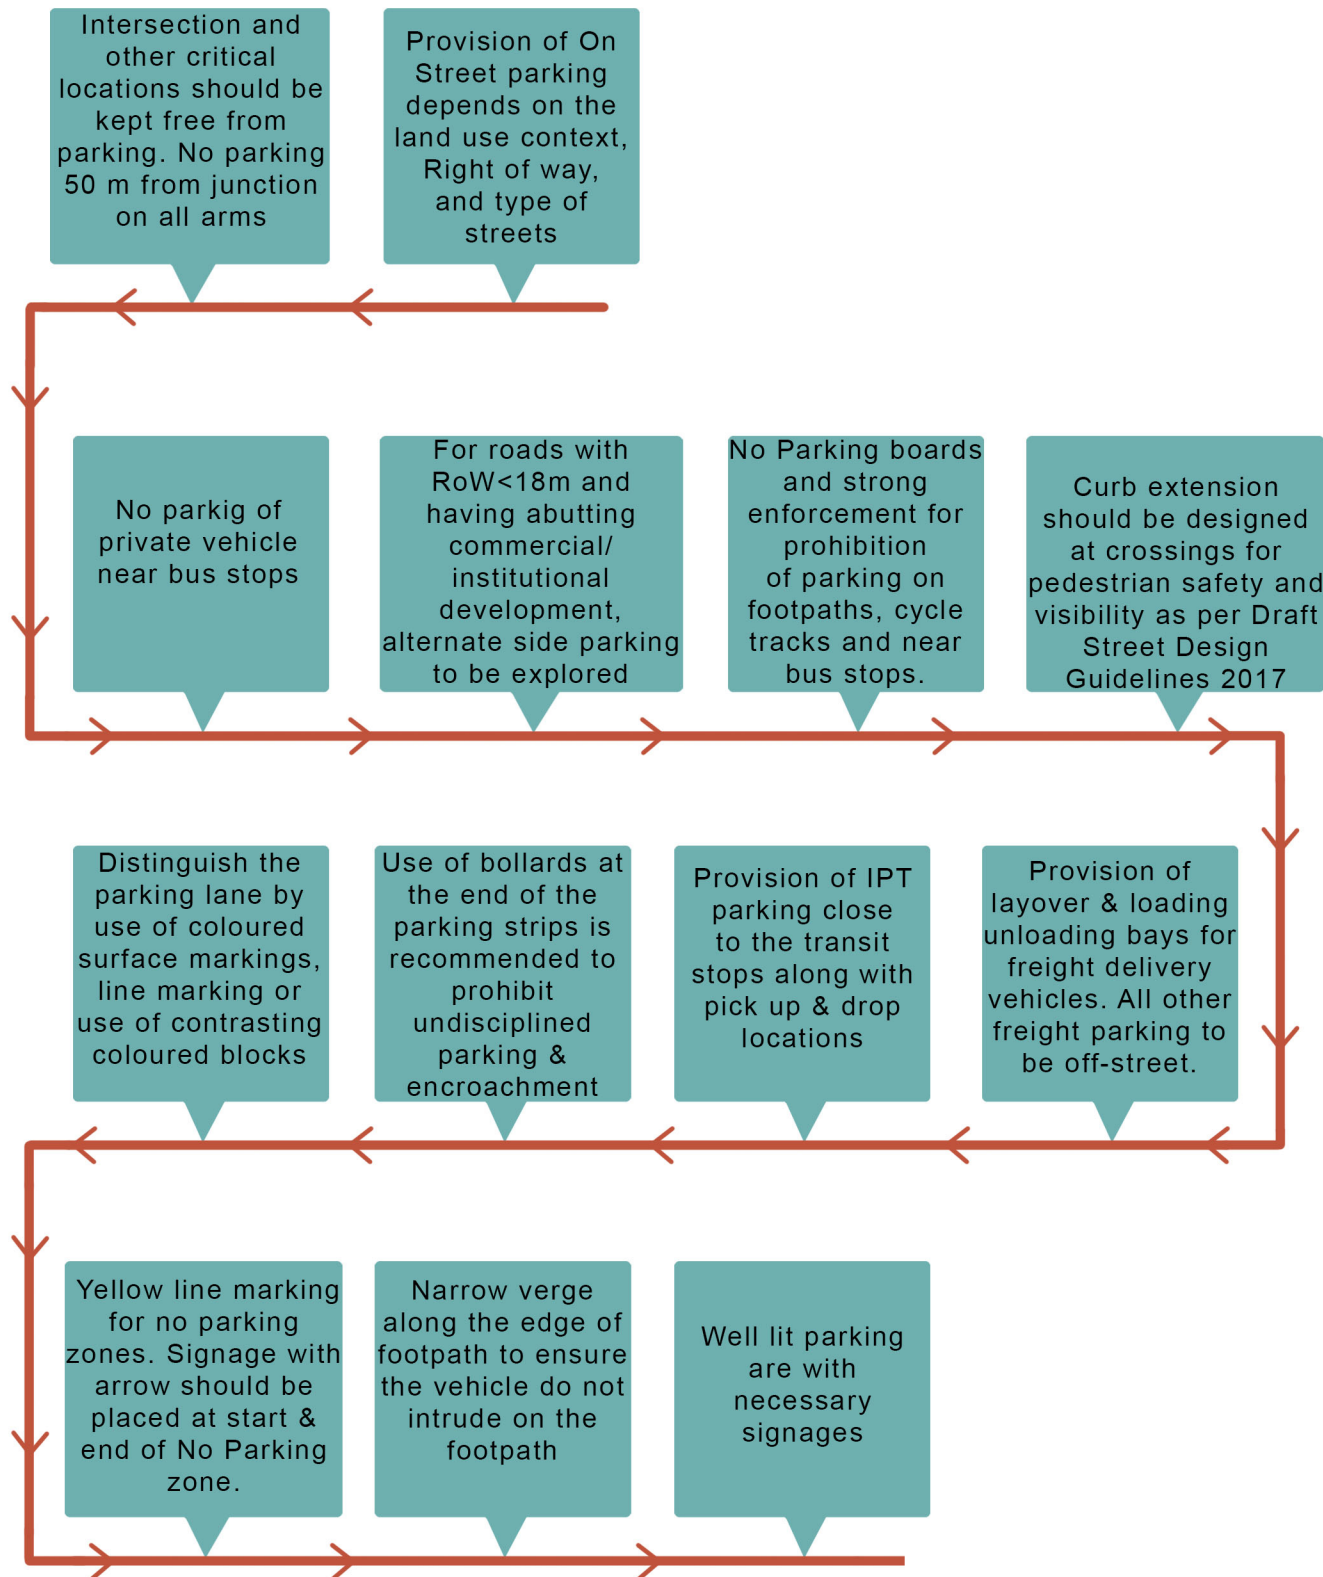 Provision of On
Street parking
depends on the
land use context,
Right of way,
and type of
streets
Intersection and
other critical
locations should be
kept free from
parking. No parking
50 m from junction
on all arms
No parkig of
private vehicle
near bus stops
For roads with
RoW<18m and
having abutting
commercial/
institutional
development,
alternate side parking
to be explored
No Parking boards
and strong
enforcement for
prohibition
of parking on
footpaths, cycle
tracks and near
bus stops.
Curb extension
should be designed
at crossings for
pedestrian safety and
visibility as per Draft
Street Design
Guidelines 2017
Provision of
layover & loading
unloading bays for
freight delivery
vehicles. All other
freight parking to
be off-street.
Provision of IPT
parking close
to the transit
stops along with
pick up & drop
locations
Use of bollards at
the end of the
parking strips is
recommended to
prohibit
undisciplined
parking &
encroachment
Distinguish the
parking lane by
use of coloured
surface markings,
line marking or
use of contrasting
coloured blocks
Yellow line marking
for no parking
zones. Signage with
arrow should be
placed at start &
end of No Parking
zone.
Narrow verge
along the edge of
footpath to ensure
the vehicle do not
intrude on the
footpath
Well lit parking
are with
necessary
signages